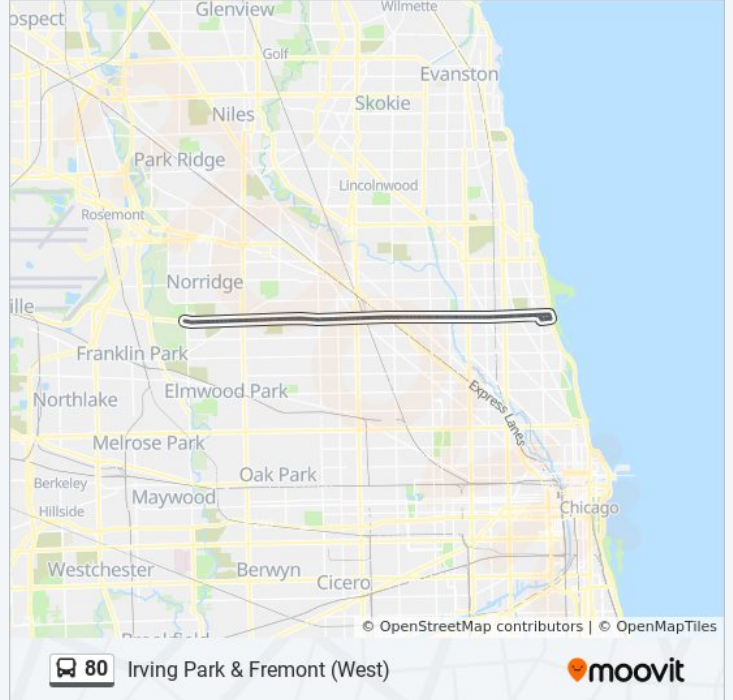 Glenview
Wilmette
ospect
Golf
Evanston
Skokie
Niles
Park Ridge
Lincolnwood
Rosemont
Norridge
ille
Franklin Park
Elmwood Park
Northlake
Express Lanes
Melrose Park
Oak Park
Berkeley
Maywood
Hillside
Chicago
Westchester
Berwyn
Cicero
Brookfield
© OpenStreetMap contributors | © OpenMapTiles
80 Irving Park & Fremont (West)
moovit